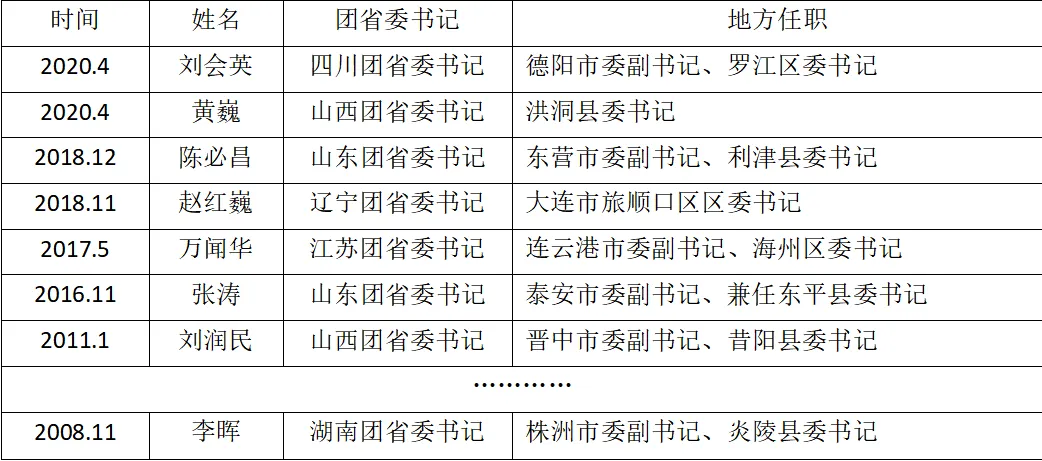 时间 姓名 团省委书记 地方任职
2020.4 刘会英 四川团省委书记 德阳市委副书记、罗江区委书记
2020.4 黄巍 山西团省委书记 洪洞县委书记
2018.12 陈必昌 山东团省委书记 东营市委副书记、利津县委书记
2018.11 赵红巍 辽宁团省委书记 大连市旅顺口区区委书记
2017.5 万闻华 江苏团省委书记 连云港市委副书记、海州区委书记
2016.11 张涛 山东团省委书记 泰安市委副书记、兼任东平县委书记
2011.1 刘润民 山西团省委书记 晋中市委副书记、昔阳县委书记
…………
2008.11 李晖 湖南团省委书记 株洲市委副书记、炎陵县委书记